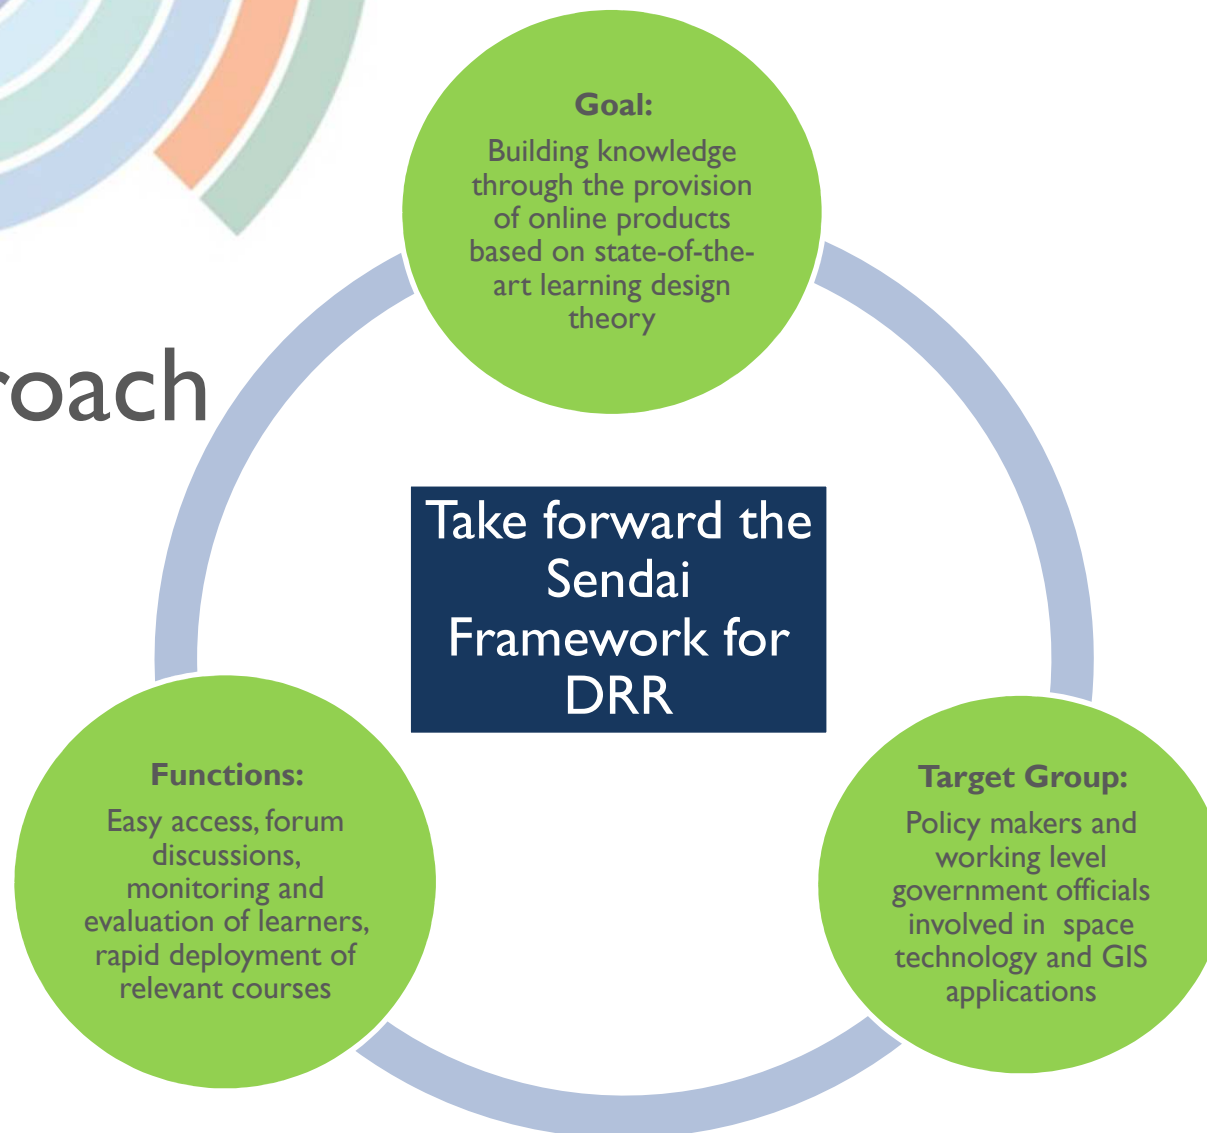 Goal:
Building knowledge
through the provision
of online products
based on state-of-the-
art learning design
theory
roach
Take forward the
Sendai
Framework for
DRR
Functions:
Easy access, forum
discussions,
monitoring and
evaluation of learners,
rapid deployment of
relevant courses
Target Group:
Policy makers and
working level
government officials
involved in  space
technology and GIS
applications